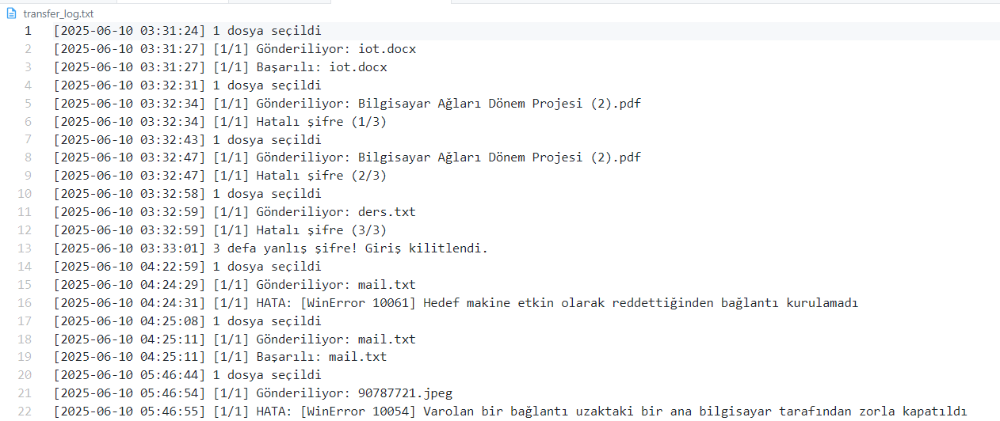 transfer_log.txt
1 [2025-06-10 03:31:24] 1 dosya seçildi
2 [2025-06-10 03:31:27] [1/1] Gönderiliyor: iot.docx
3 [2025-06-10 03:31:27] [1/1] Başarılı: iot.docx
4 [2025-06-10 03:32:31] 1 dosya seçildi
5 [2025-06-10 03:32:34] [1/1] Gönderiliyor: Bilgisayar Ağları Dönem Projesi (2).pdf
6 [2025-06-10 03:32:34] [1/1] Hatalı şifre (1/3)
7 [2025-06-10 03:32:43] 1 dosya seçildi
8 [2025-06-10 03:32:47] [1/1] Gönderiliyor: Bilgisayar Ağları Dönem Projesi (2).pdf
9 [2025-06-10 03:32:47] [1/1] Hatalı şifre (2/3)
10 [2025-06-10 03:32:58] 1 dosya seçildi
11 [2025-06-10 03:32:59] [1/1] Gönderiliyor: ders.txt
12 [2025-06-10 03:32:59] [1/1] Hatalı şifre (3/3)
13 [2025-06-10 03:33:01] 3 defa yanlış şifre! Giriş kilitlendi.
14 [2025-06-10 04:22:59] 1 dosya seçildi
15 [2025-06-10 04:24:29] [1/1] Gönderiliyor: mail.txt
16 [2025-06-10 04:24:31] [1/1] HATA: [WinError 10061] Hedef makine etkin olarak reddettiğinden bağlantı kurulamadı
17 [2025-06-10 04:25:08] 1 dosya seçildi
18 [2025-06-10 04:25:11] [1/1] Gönderiliyor: mail.txt
19 [2025-06-10 04:25:11] [1/1] Başarılı: mail.txt
20 [2025-06-10 05:46:44] 1 dosya seçildi
21 [2025-06-10 05:46:54] [1/1] Gönderiliyor: 90787721.jpeg
22 [2025-06-10 05:46:55] [1/1] HATA: [WinError 10054] Varolan bir bağlantı uzaktaki bir ana bilgisayar tarafından zorla kapatıldı